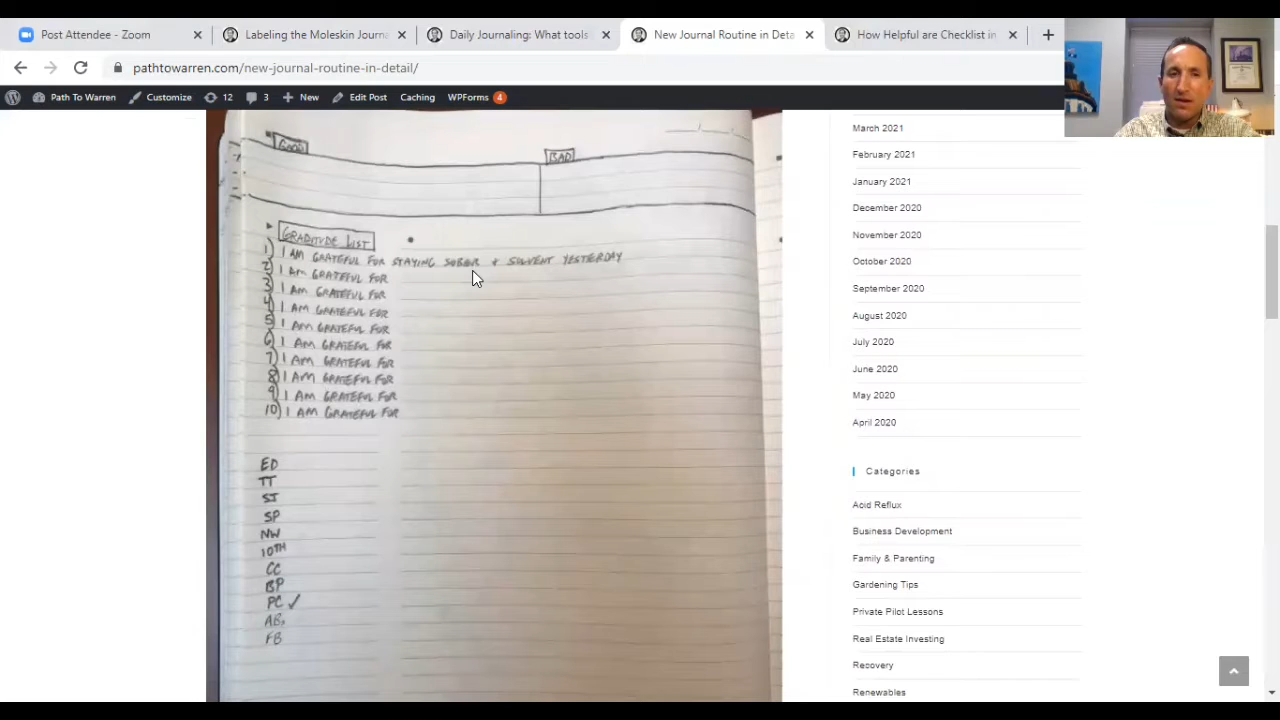 Post Attendee - Zoom
Labeling the Moleskin Journa
Daily Journaling: What tools
New Journal Routine in Deta
How Helpful are Checklist in
pathtowarren.com/new-journal-routine-in-detail/
Path To Warren
Customize
12
3
New
Edit Post
Caching
WPForms 4
GOOD
BAD
GRADITUDE LIST
1) I AM GRATEFUL FOR STAYING SOBER + SOLVENT YESTERDAY
2) I AM GRATEFUL FOR
3) I AM GRATEFUL FOR
4) I AM GRATEFUL FOR
5) I AM GRATEFUL FOR
6) I AM GRATEFUL FOR
7) I AM GRATEFUL FOR
8) I AM GRATEFUL FOR
9) I AM GRATEFUL FOR
10) I AM GRATEFUL FOR
ED
TT
ST
SP
NW
10TH
CC
BP
PC ✓
AB,
FB
March 2021
February 2021
January 2021
December 2020
November 2020
October 2020
September 2020
August 2020
July 2020
June 2020
May 2020
April 2020
Categories
Acid Reflux
Business Development
Family & Parenting
Gardening Tips
Private Pilot Lessons
Real Estate Investing
Recovery
Renewables